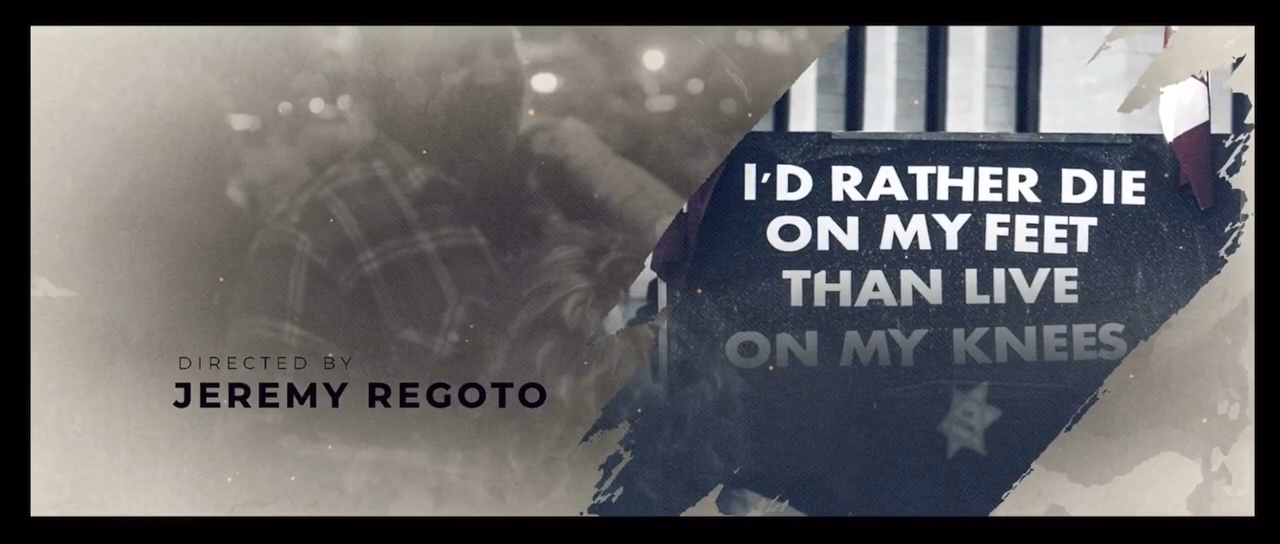 DIRECTED BY
JEREMY REGOTO
I'D RATHER DIE
ON MY FEET
THAN LIVE
ON MY KNEES